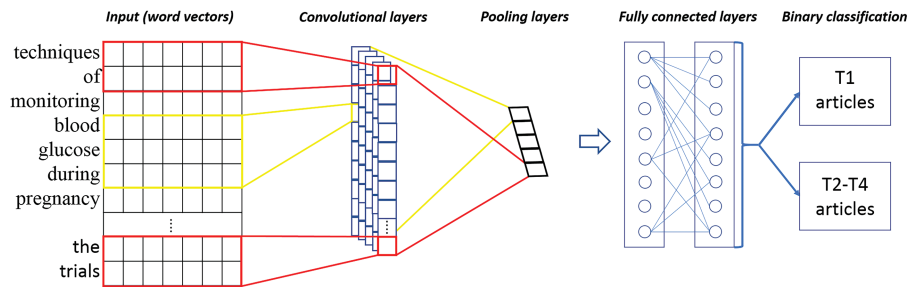 Input (word vectors)
Convolutional layers
Pooling layers
Fully connected layers
Binary classification
techniques
of
monitoring
blood
glucose
during
pregnancy
the
trials
T1
articles
T2-T4
articles